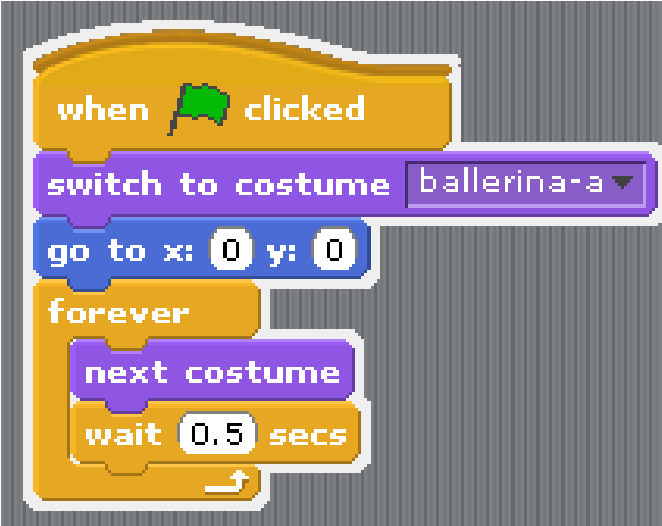 when clicked
switch to costume ballerina-a
go to x: 0 y: 0
forever
next costume
wait 0.5 secs